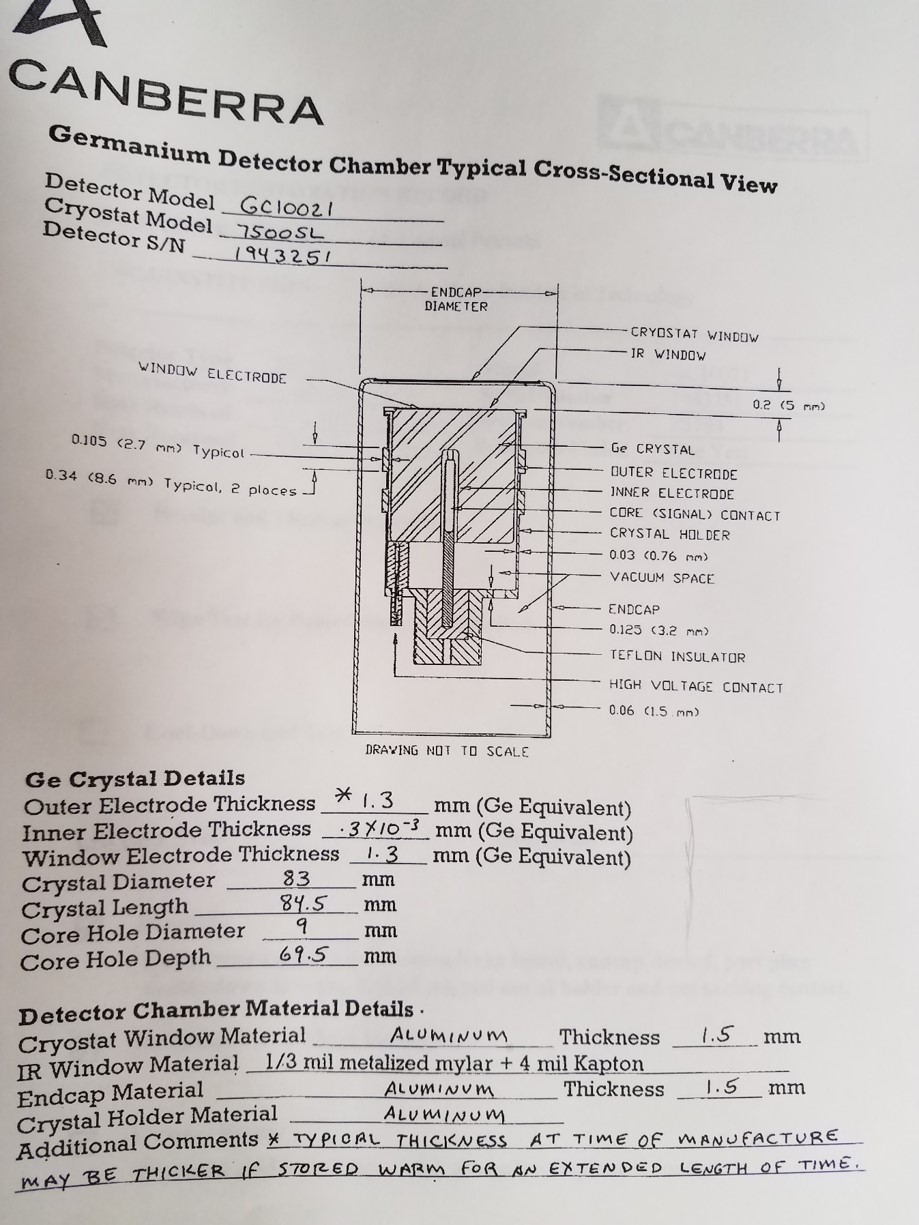 CANBERRA
Germanium Detector Chamber Typical Cross-Sectional View
Detector Model GC10021
Cryostat Model 7500SL
Detector S/N 1943251
ENDCAP
DIAMETER
CRYOSTAT WINDOW
IR WINDOW
WINDOW ELECTRODE
0.2 (5 mm)
0.105 (2.7 mm) Typical
0.34 (8.6 mm) Typical, 2 places
Ge CRYSTAL
OUTER ELECTRODE
INNER ELECTRODE
CORE (SIGNAL) CONTACT
CRYSTAL HOLDER
0.03 (0.76 mm)
VACUUM SPACE
ENDCAP
0.125 (3.2 mm)
TEFLON INSULATOR
HIGH VOLTAGE CONTACT
0.06 (1.5 mm)
DRAWING NOT TO SCALE
Ge Crystal Details
Outer Electrode Thickness * 1.3 mm (Ge Equivalent)
Inner Electrode Thickness .3X10⁻³ mm (Ge Equivalent)
Window Electrode Thickness 1.3 mm (Ge Equivalent)
Crystal Diameter 83 mm
Crystal Length 84.5 mm
Core Hole Diameter 9 mm
Core Hole Depth 69.5 mm
Detector Chamber Material Details
Cryostat Window Material ALUMINUM Thickness 1.5 mm
IR Window Material 1/3 mil metalized mylar + 4 mil Kapton
Endcap Material ALUMINUM Thickness 1.5 mm
Crystal Holder Material ALUMINUM
Additional Comments * TYPICAL THICKNESS AT TIME OF MANUFACTURE
MAY BE THICKER IF STORED WARM FOR AN EXTENDED LENGTH OF TIME.